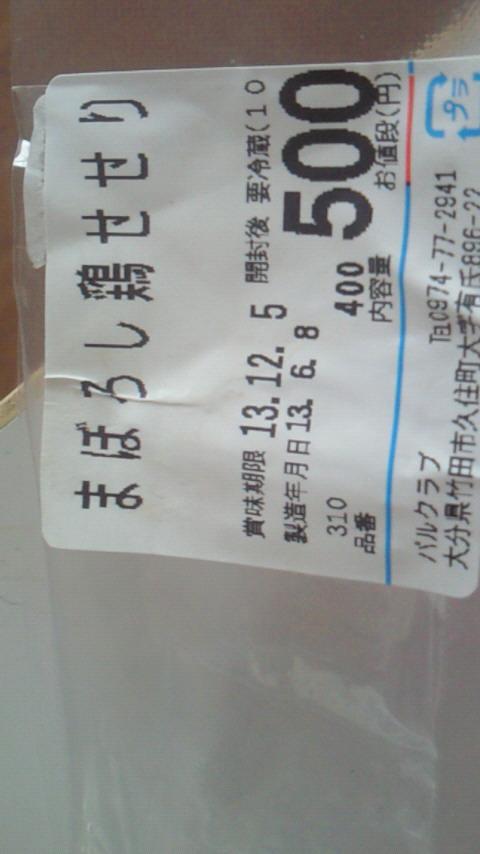 まぼろし鶏せせり
賞味期限 13.12. 5 開封後 要冷蔵(10
製造年月日 13. 6. 8
310 400 500
品番 内容量 お値段(円)
プラ
パルクラブ ℡0974-77-2941
大分県竹田市久住町大字有氏896-22